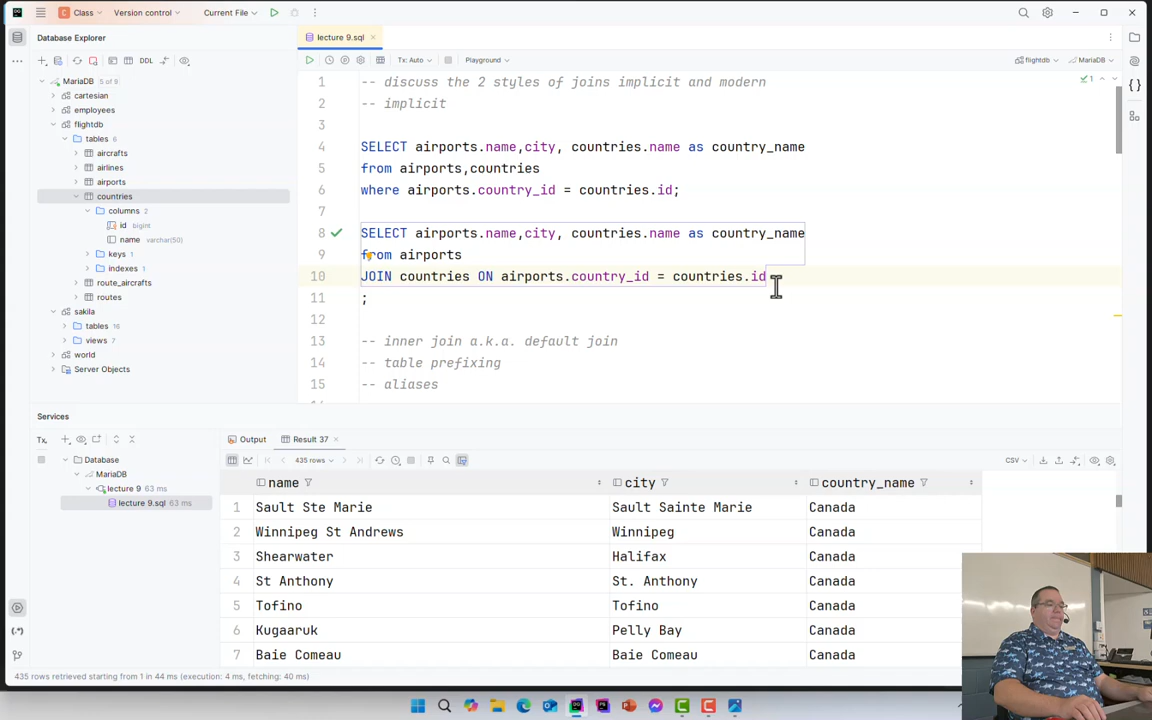 C Class Version control Current File
Database Explorer
lecture 9.sql
DDL
Tx: Auto Playground flightdb MariaDB
MariaDB 5 of 9
cartesian
employees
flightdb
tables 6
aircrafts
airlines
airports
countries
columns 2
id bigint
name varchar(50)
keys 1
indexes 3
route_aircrafts
routes
sakila
tables 16
views 7
world
Server Objects
1 -- discuss the 2 styles of joins implicit and modern
2 -- implicit
3
4 SELECT airports.name,city, countries.name as country_name
5 from airports,countries
6 where airports.country_id = countries.id;
7
8 SELECT airports.name,city, countries.name as country_name
9 from airports
10 JOIN countries ON airports.country_id = countries.id
11 ;
12
13 -- inner join a.k.a. default join
14 -- table prefixing
15 -- aliases
1
Services
Tx
Database
MariaDB
lecture 9 63 ms
lecture 9.sql 63 ms
Output Result 37
435 rows CSV
name city country_name
1 Sault Ste Marie Sault Sainte Marie Canada
2 Winnipeg St Andrews Winnipeg Canada
3 Shearwater Halifax Canada
4 St Anthony St. Anthony Canada
5 Tofino Tofino Canada
6 Kugaaruk Pelly Bay Canada
7 Baie Comeau Baie Comeau Canada
435 rows retrieved starting from 1 in 44 ms (execution: 4 ms, fetching: 40 ms)